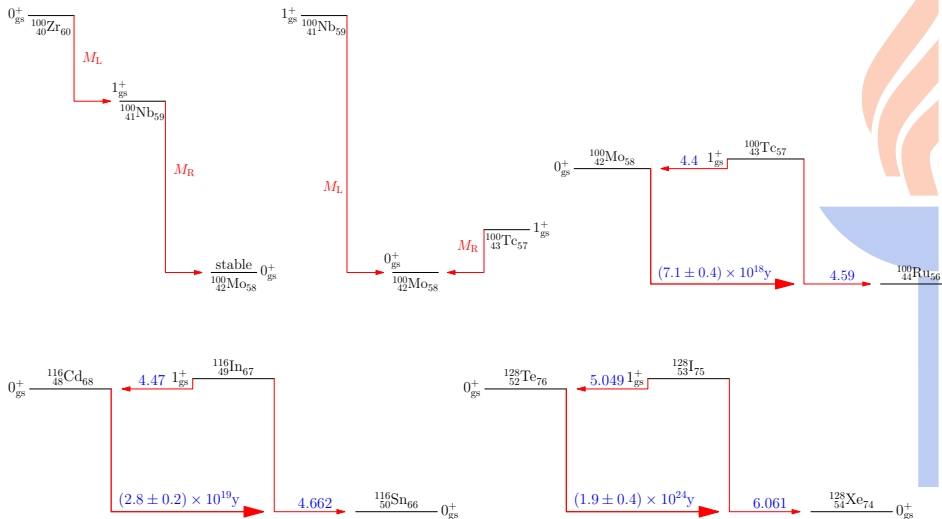 0⁺gs ¹⁰⁰₄₀Zr₆₀
M_L
1⁺gs
¹⁰⁰₄₁Nb₅₉
M_R
stable 0⁺gs
¹⁰⁰₄₂Mo₅₈
1⁺gs ¹⁰⁰₄₁Nb₅₉
M_L
0⁺gs
¹⁰⁰₄₂Mo₅₈
M_R
1⁺gs
¹⁰⁰₄₃Tc₅₇
0⁺gs ¹⁰⁰₄₂Mo₅₈
4.4
1⁺gs ¹⁰⁰₄₃Tc₅₇
(7.1 ± 0.4) × 10¹⁸y
4.59
¹⁰⁰₄₄Ru₅₆
0⁺gs ¹¹⁶₄₈Cd₆₈
4.47
1⁺gs ¹¹⁶₄₉In₆₇
(2.8 ± 0.2) × 10¹⁹y
4.662
¹¹⁶₅₀Sn₆₆ 0⁺gs
0⁺gs ¹²⁸₅₂Te₇₆
5.049
1⁺gs ¹²⁸₅₃I₇₅
(1.9 ± 0.4) × 10²⁴y
6.061
¹²⁸₅₄Xe₇₄ 0⁺gs